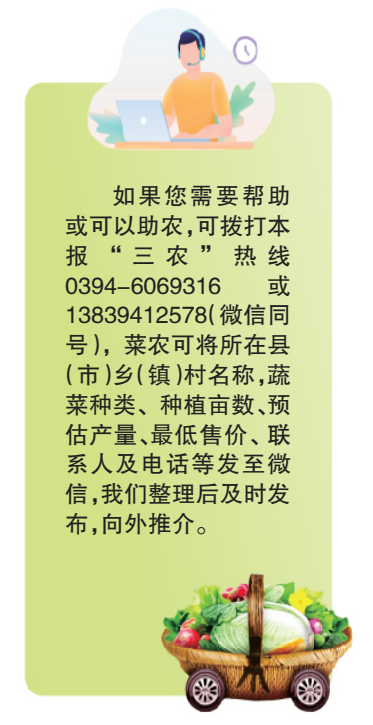 如果您需要帮助
或可以助农,可拨打本
报“三农”热线
0394-6069316 或
13839412578(微信同
号),菜农可将所在县
(市)乡(镇)村名称,蔬
菜种类、种植亩数、预
估产量、最低售价、联
系人及电话等发至微
信,我们整理后及时发
布,向外推介。